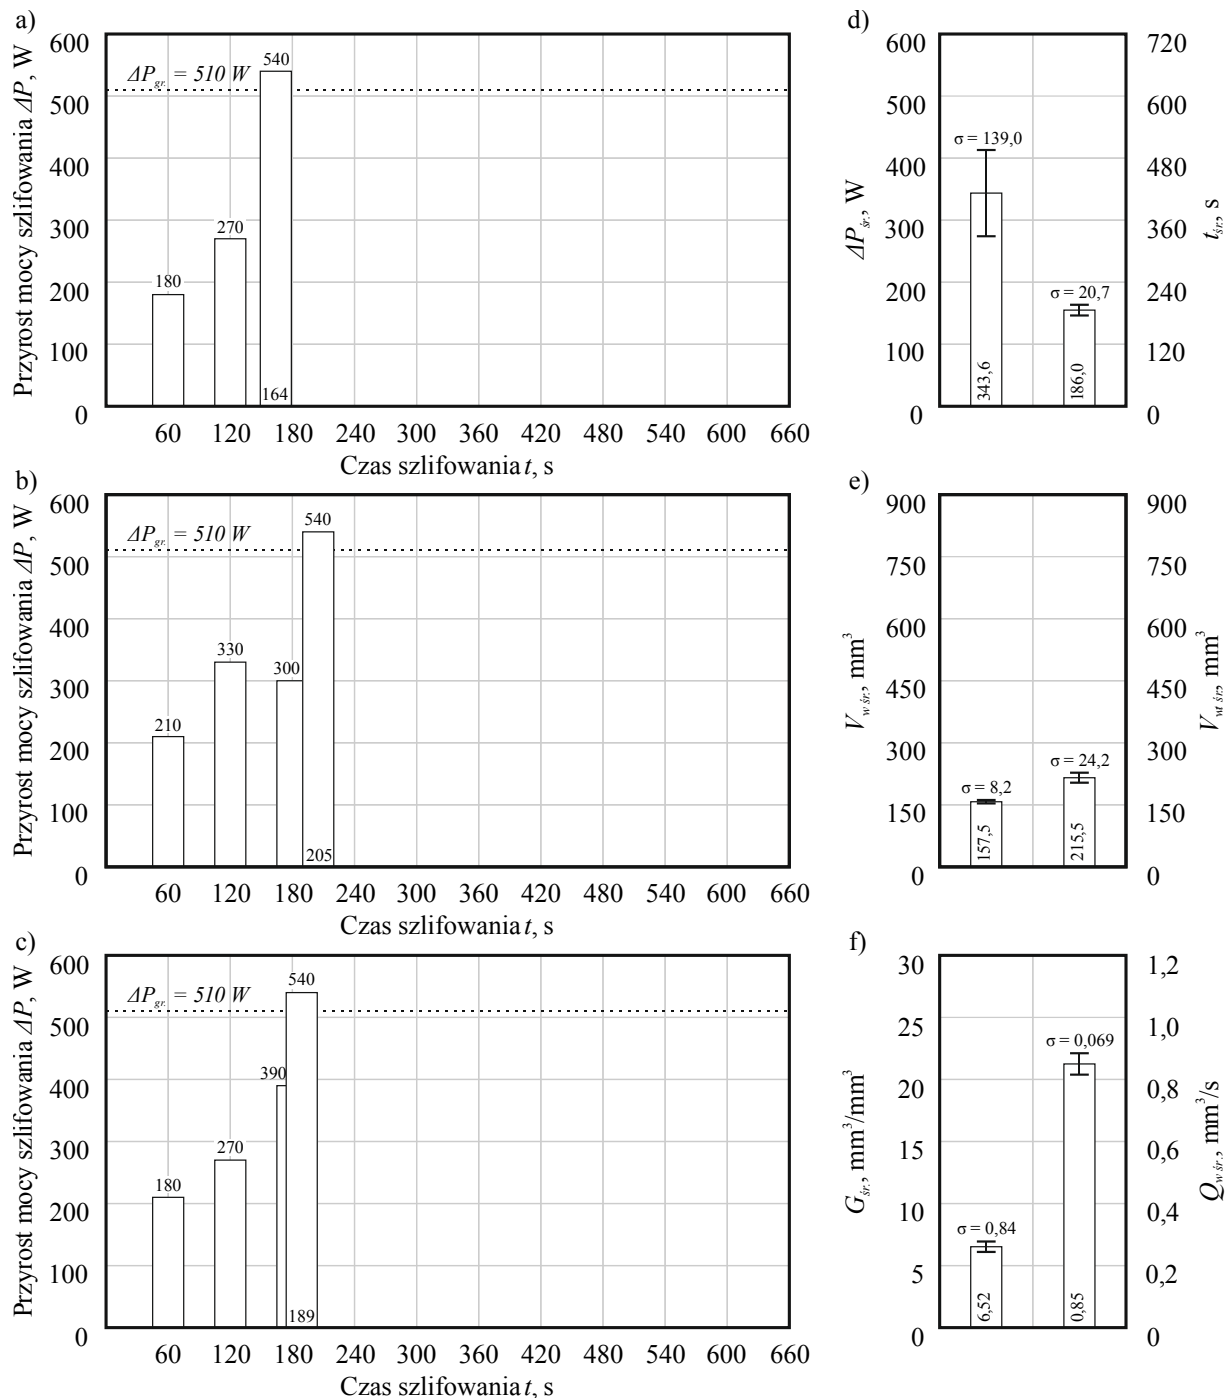 a)
Przyrost mocy szlifowania ΔP, W
600
500
400
300
200
100
0
ΔPgr. = 510 W
180
270
540
164
60 120 180 240 300 360 420 480 540 600 660
Czas szlifowania t, s
d)
ΔPśr., W
600
500
400
300
200
100
0
σ = 139,0
343,6
σ = 20,7
186,0
720
600
480
360
240
120
0
tśr., s
b)
Przyrost mocy szlifowania ΔP, W
600
500
400
300
200
100
0
ΔPgr. = 510 W
210
330
300
540
205
60 120 180 240 300 360 420 480 540 600 660
Czas szlifowania t, s
e)
Vw śr., mm³
900
750
600
450
300
150
0
σ = 8,2
157,5
σ = 24,2
215,5
900
750
600
450
300
150
0
Vwt śr., mm³
c)
Przyrost mocy szlifowania ΔP, W
600
500
400
300
200
100
0
ΔPgr. = 510 W
180
270
390
540
189
60 120 180 240 300 360 420 480 540 600 660
Czas szlifowania t, s
f)
Gśr., mm³/mm³
30
25
20
15
10
5
0
σ = 0,84
6,52
σ = 0,069
0,85
1,2
1,0
0,8
0,6
0,4
0,2
0
Qw śr., mm³/s